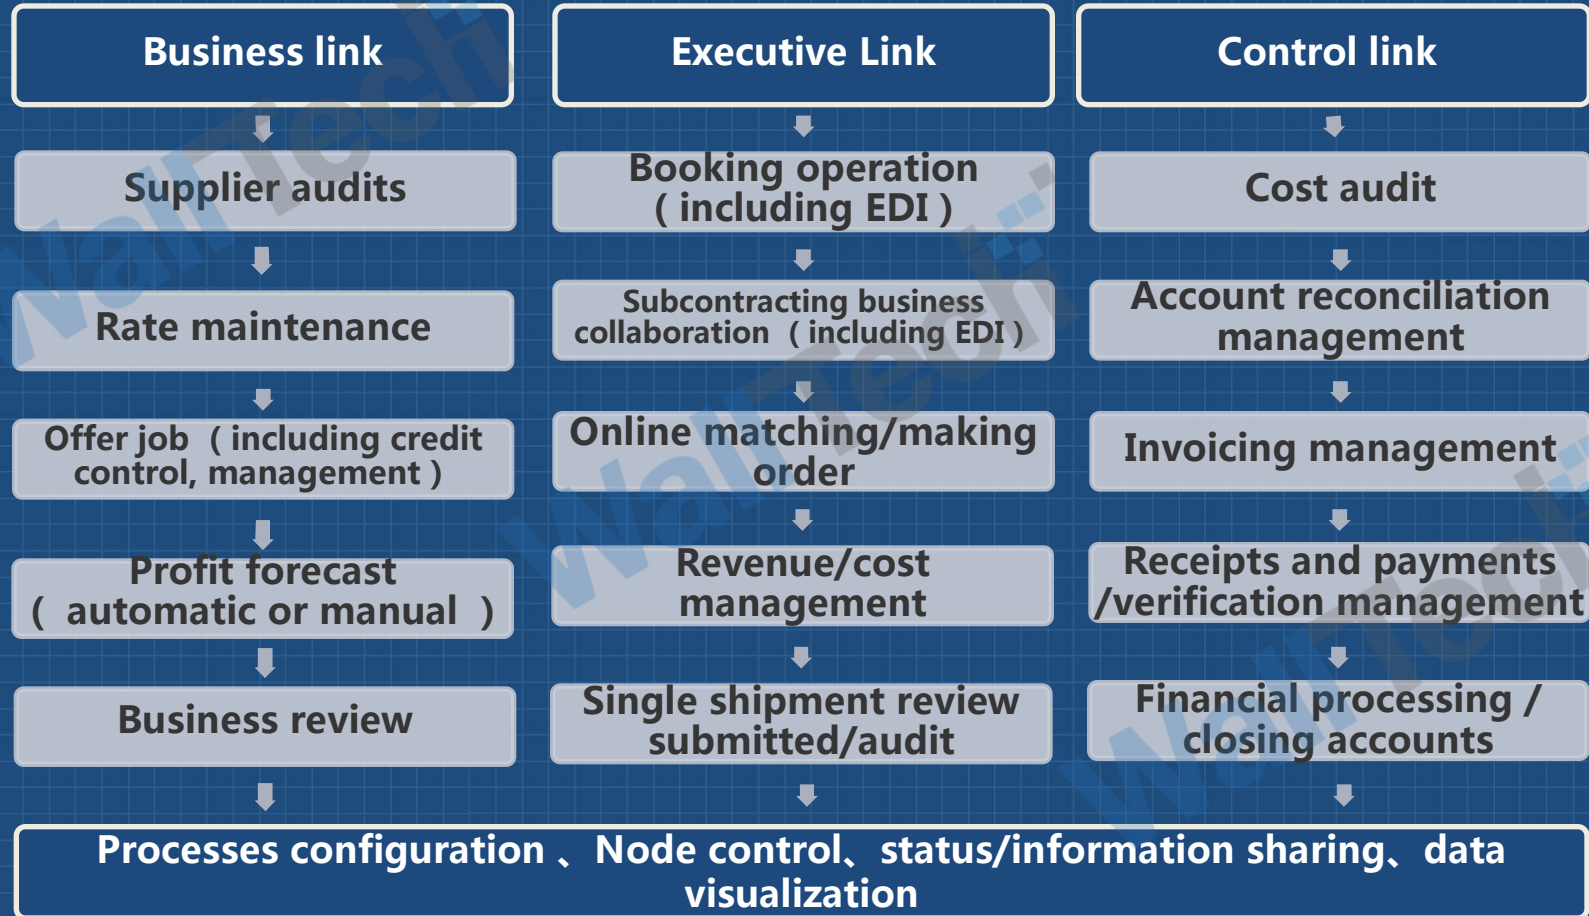 Business link
Supplier audits
Rate maintenance
Offer job （ including credit
control, management ）
Profit forecast
（ automatic or manual ）
Business review
Executive Link
Booking operation
（ including EDI ）
Subcontracting business
collaboration （ including EDI ）
Online matching/making
order
Revenue/cost
management
Single shipment review
submitted/audit
Control link
Cost audit
Account reconciliation
management
Invoicing management
Receipts and payments
/verification management
Financial processing /
closing accounts
Processes configuration 、Node control、status/information sharing、data
visualization
WallTech
WallTech
WallTech